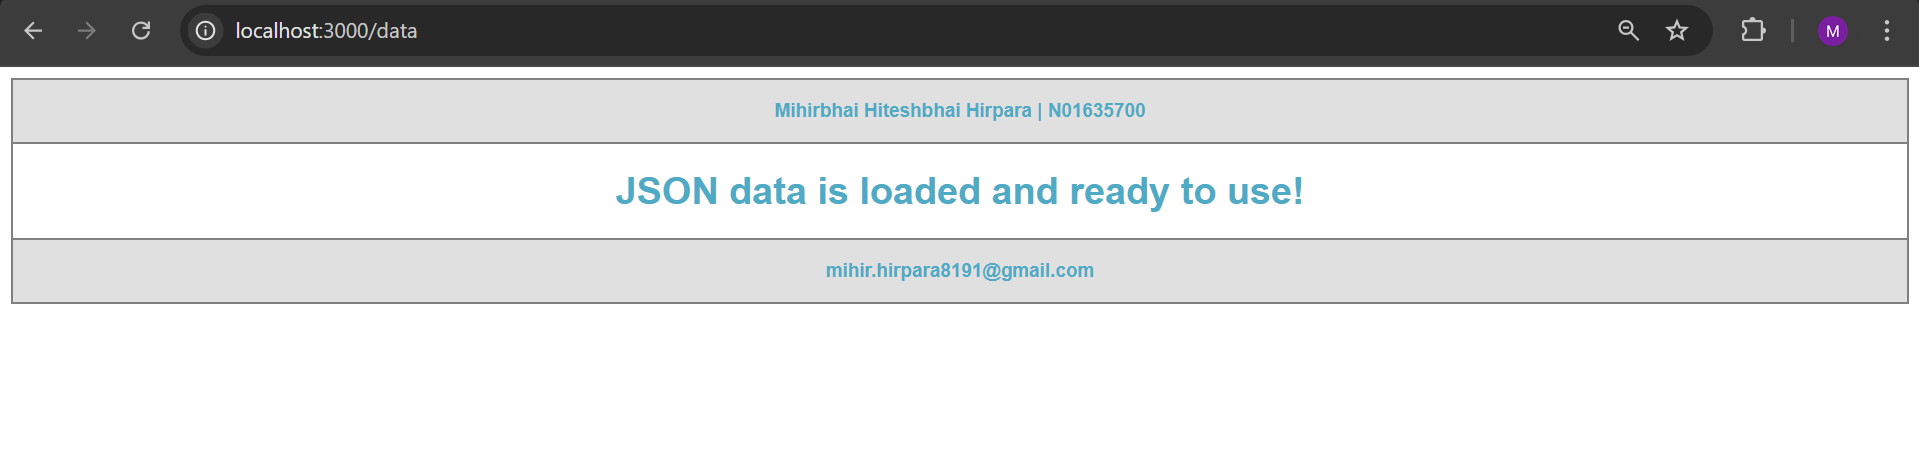 localhost:3000/data
M
Mihirbhai Hiteshbhai Hirpara | N01635700
JSON data is loaded and ready to use!
mihir.hirpara8191@gmail.com